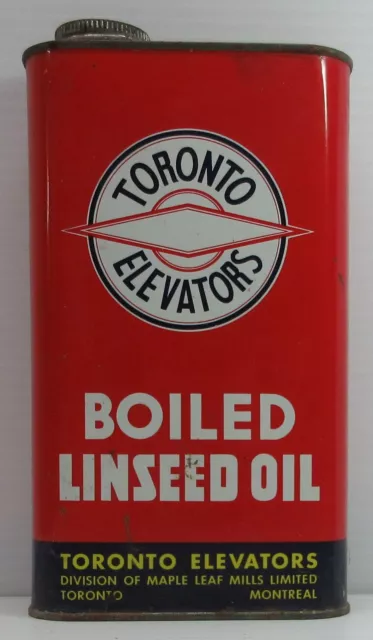 TORONTO
ELEVATORS
BOILED
LINSEED OIL
TORONTO ELEVATORS
DIVISION OF MAPLE LEAF MILLS LIMITED
TORONTO MONTREAL